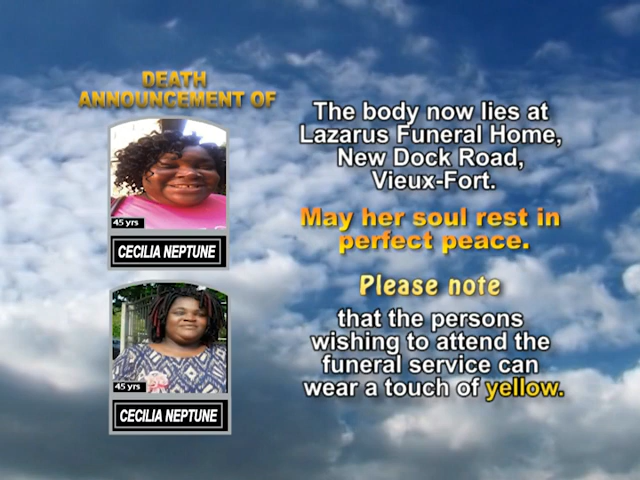 DEATH
ANNOUNCEMENT OF
45 yrs
CECILIA NEPTUNE
45 yrs
CECILIA NEPTUNE
The body now lies at
Lazarus Funeral Home,
New Dock Road,
Vieux-Fort.
May her soul rest in
perfect peace.
Please note
that the persons
wishing to attend the
funeral service can
wear a touch of yellow.